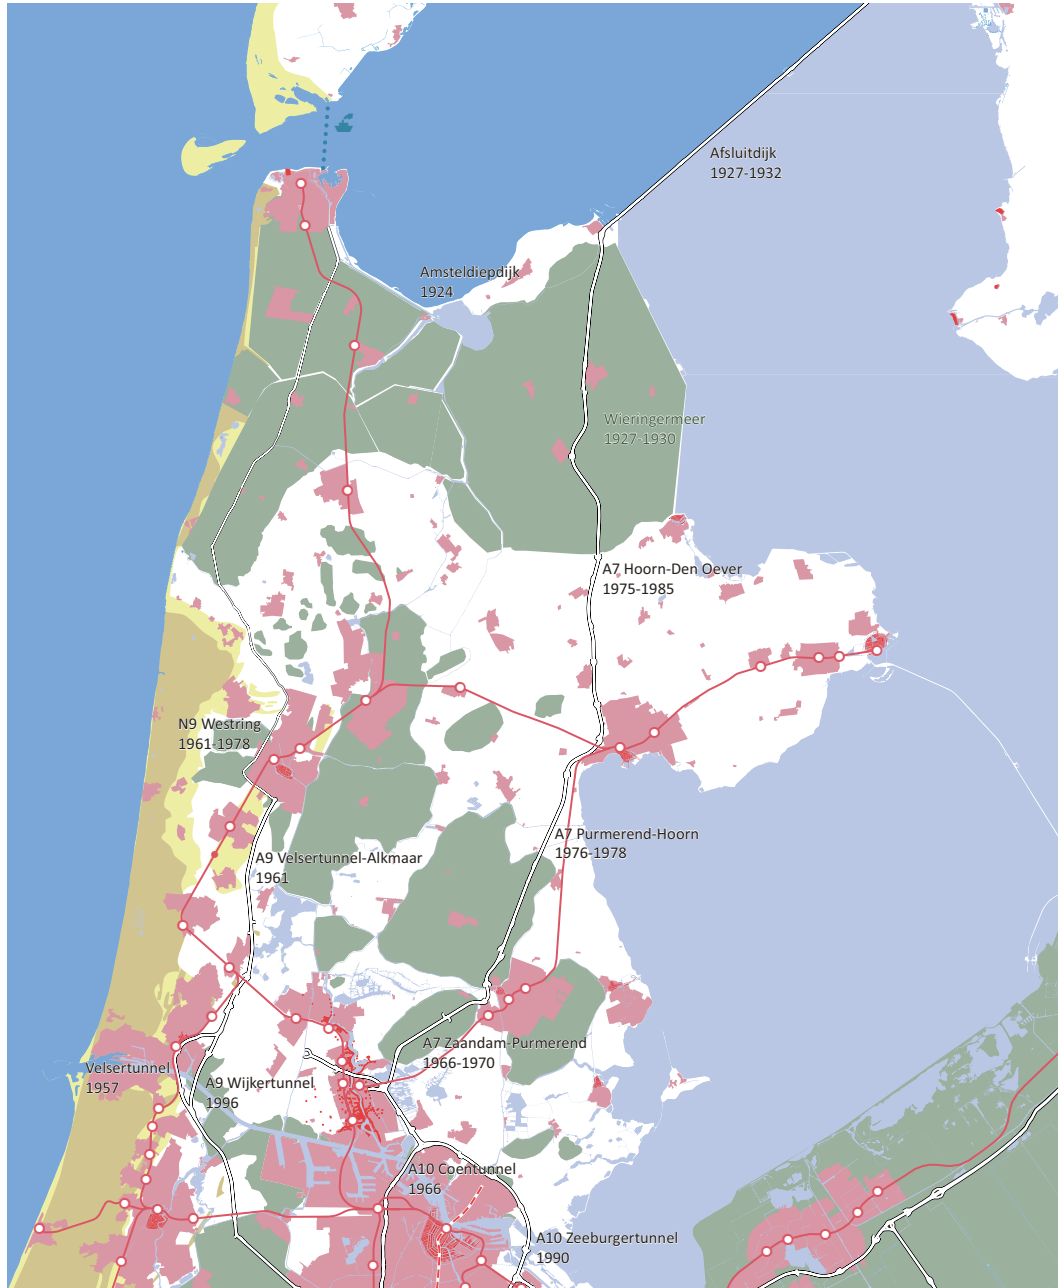 Afsluitdijk
1927-1932
Amsteldiepdijk
1924
Wieringermeer
1927-1930
A7 Hoorn-Den Oever
1975-1985
N9 Westring
1961-1978
A7 Purmerend-Hoorn
1976-1978
A9 Velsertunnel-Alkmaar
1961
A7 Zaandam-Purmerend
1966-1970
Velsertunnel
1957
A9 Wijkertunnel
1996
A10 Coentunnel
1966
A10 Zeeburgertunnel
1990